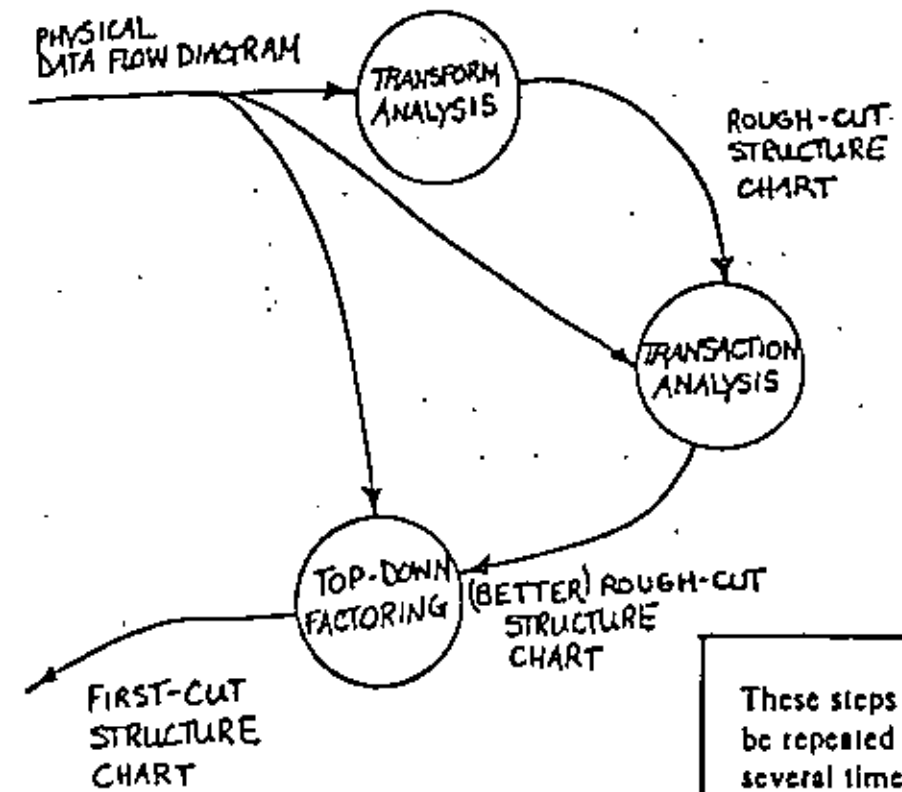 PHYSICAL
DATA FLOW DIAGRAM
TRANSFORM
ANALYSIS
ROUGH-CUT
STRUCTURE
CHART
TRANSACTION
ANALYSIS
TOP-DOWN
FACTORING
(BETTER) ROUGH-CUT
STRUCTURE
CHART
FIRST-CUT
STRUCTURE
CHART
These steps
be repeated
several time